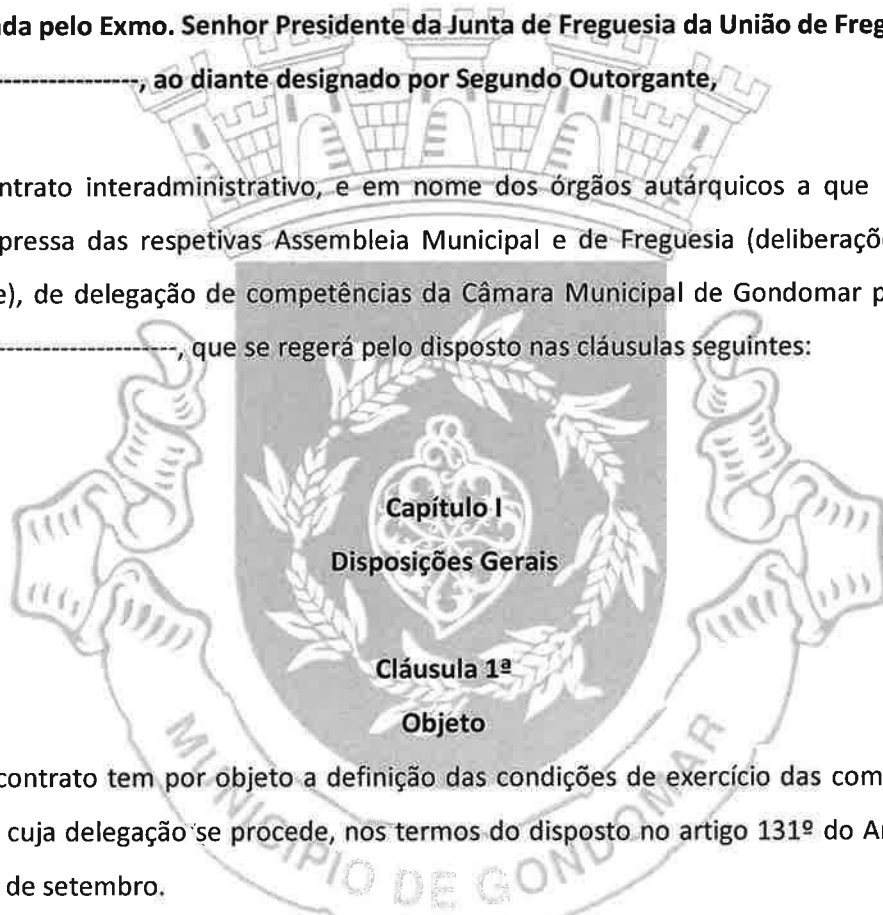 da pelo Exmo. Senhor Presidente da Junta de Freguesia da União de Freg
-----------------, ao diante designado por Segundo Outorgante,
ntrato interadministrativo, e em nome dos órgãos autárquicos a que
pressa das respetivas Assembleia Municipal e de Freguesia (deliberaçõ
e), de delegação de competências da Câmara Municipal de Gondomar p
--------------------, que se regerá pelo disposto nas cláusulas seguintes:
Capítulo I
Disposições Gerais
Cláusula 1ª
Objeto
contrato tem por objeto a definição das condições de exercício das com
cuja delegação se procede, nos termos do disposto no artigo 131º do A
de setembro.
MUNICIPIO DE GONDOMAR